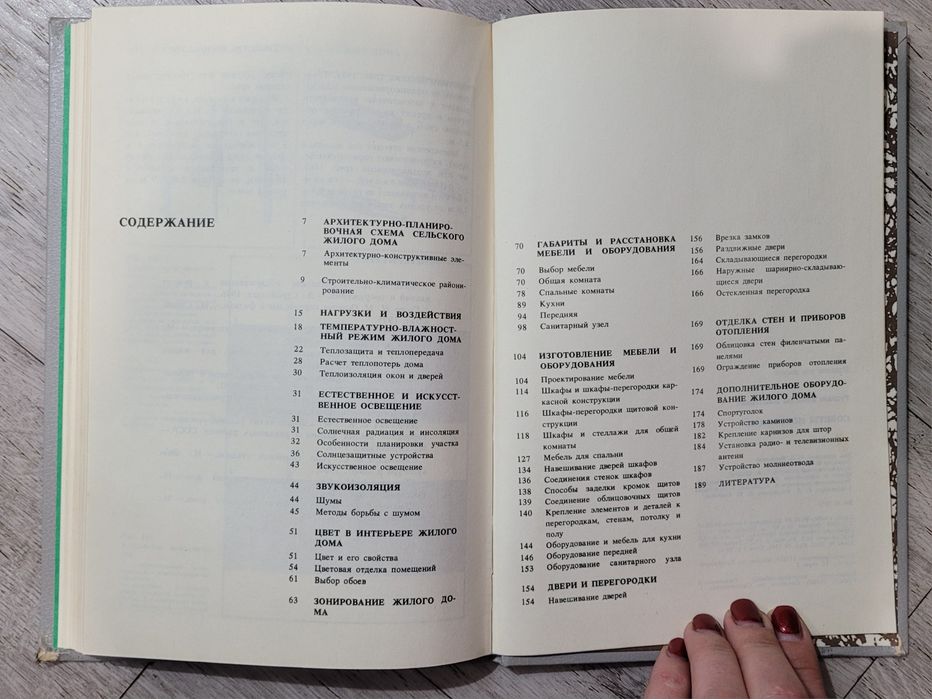 СОДЕРЖАНИЕ
7 АРХИТЕКТУРНО-ПЛАНИРО-
ВОЧНАЯ СХЕМА СЕЛЬСКОГО
ЖИЛОГО ДОМА
7 Архитектурно-конструктивные эле-
менты
9 Строительно-климатическое райони-
рование
15 НАГРУЗКИ И ВОЗДЕЙСТВИЯ
18 ТЕМПЕРАТУРНО-ВЛАЖНОСТ-
НЫЙ РЕЖИМ ЖИЛОГО ДОМА
22 Теплозащита и теплопередача
28 Расчет теплопотерь дома
30 Теплоизоляция окон и дверей
31 ЕСТЕСТВЕННОЕ И ИСКУССТ-
ВЕННОЕ ОСВЕЩЕНИЕ
31 Естественное освещение
31 Солнечная радиация и инсоляция
32 Особенности планировки участка
36 Солнцезащитные устройства
43 Искусственное освещение
44 ЗВУКОИЗОЛЯЦИЯ
44 Шумы
45 Методы борьбы с шумом
51 ЦВЕТ В ИНТЕРЬЕРЕ ЖИЛОГО
ДОМА
51 Цвет и его свойства
54 Цветовая отделка помещений
61 Выбор обоев
63 ЗОНИРОВАНИЕ ЖИЛОГО ДО-
МА
70 ГАБАРИТЫ И РАССТАНОВКА
МЕБЕЛИ И ОБОРУДОВАНИЯ
70 Выбор мебели
70 Общая комната
78 Спальные комнаты
89 Кухни
94 Передняя
98 Санитарный узел
104 ИЗГОТОВЛЕНИЕ МЕБЕЛИ И
ОБОРУДОВАНИЯ
104 Проектирование мебели
114 Шкафы и шкафы-перегородки кар-
касной конструкции
116 Шкафы-перегородки щитовой кон-
струкции
118 Шкафы и стеллажи для общей
комнаты
127 Мебель для спальни
134 Навешивание дверей шкафов
136 Соединения стенок шкафов
138 Способы заделки кромок щитов
139 Соединение облицовочных щитов
140 Крепление элементов и деталей к
перегородкам, стенам, потолку и
полу
144 Оборудование и мебель для кухни
146 Оборудование передней
153 Оборудование санитарного узла
154 ДВЕРИ И ПЕРЕГОРОДКИ
154 Навешивание дверей
156 Врезка замков
156 Раздвижные двери
164 Складывающиеся перегородки
166 Наружные шарнирно-складываю-
щиеся двери
166 Остекленная перегородка
169 ОТДЕЛКА СТЕН И ПРИБОРОВ
ОТОПЛЕНИЯ
169 Облицовка стен филенчатыми па-
нелями
169 Ограждение приборов отопления
174 ДОПОЛНИТЕЛЬНОЕ ОБОРУДО-
ВАНИЕ ЖИЛОГО ДОМА
174 Спортуголок
178 Устройство каминов
182 Крепление карнизов для штор
184 Установка радио- и телевизионных
антенн
187 Устройство молниеотвода
189 ЛИТЕРАТУРА